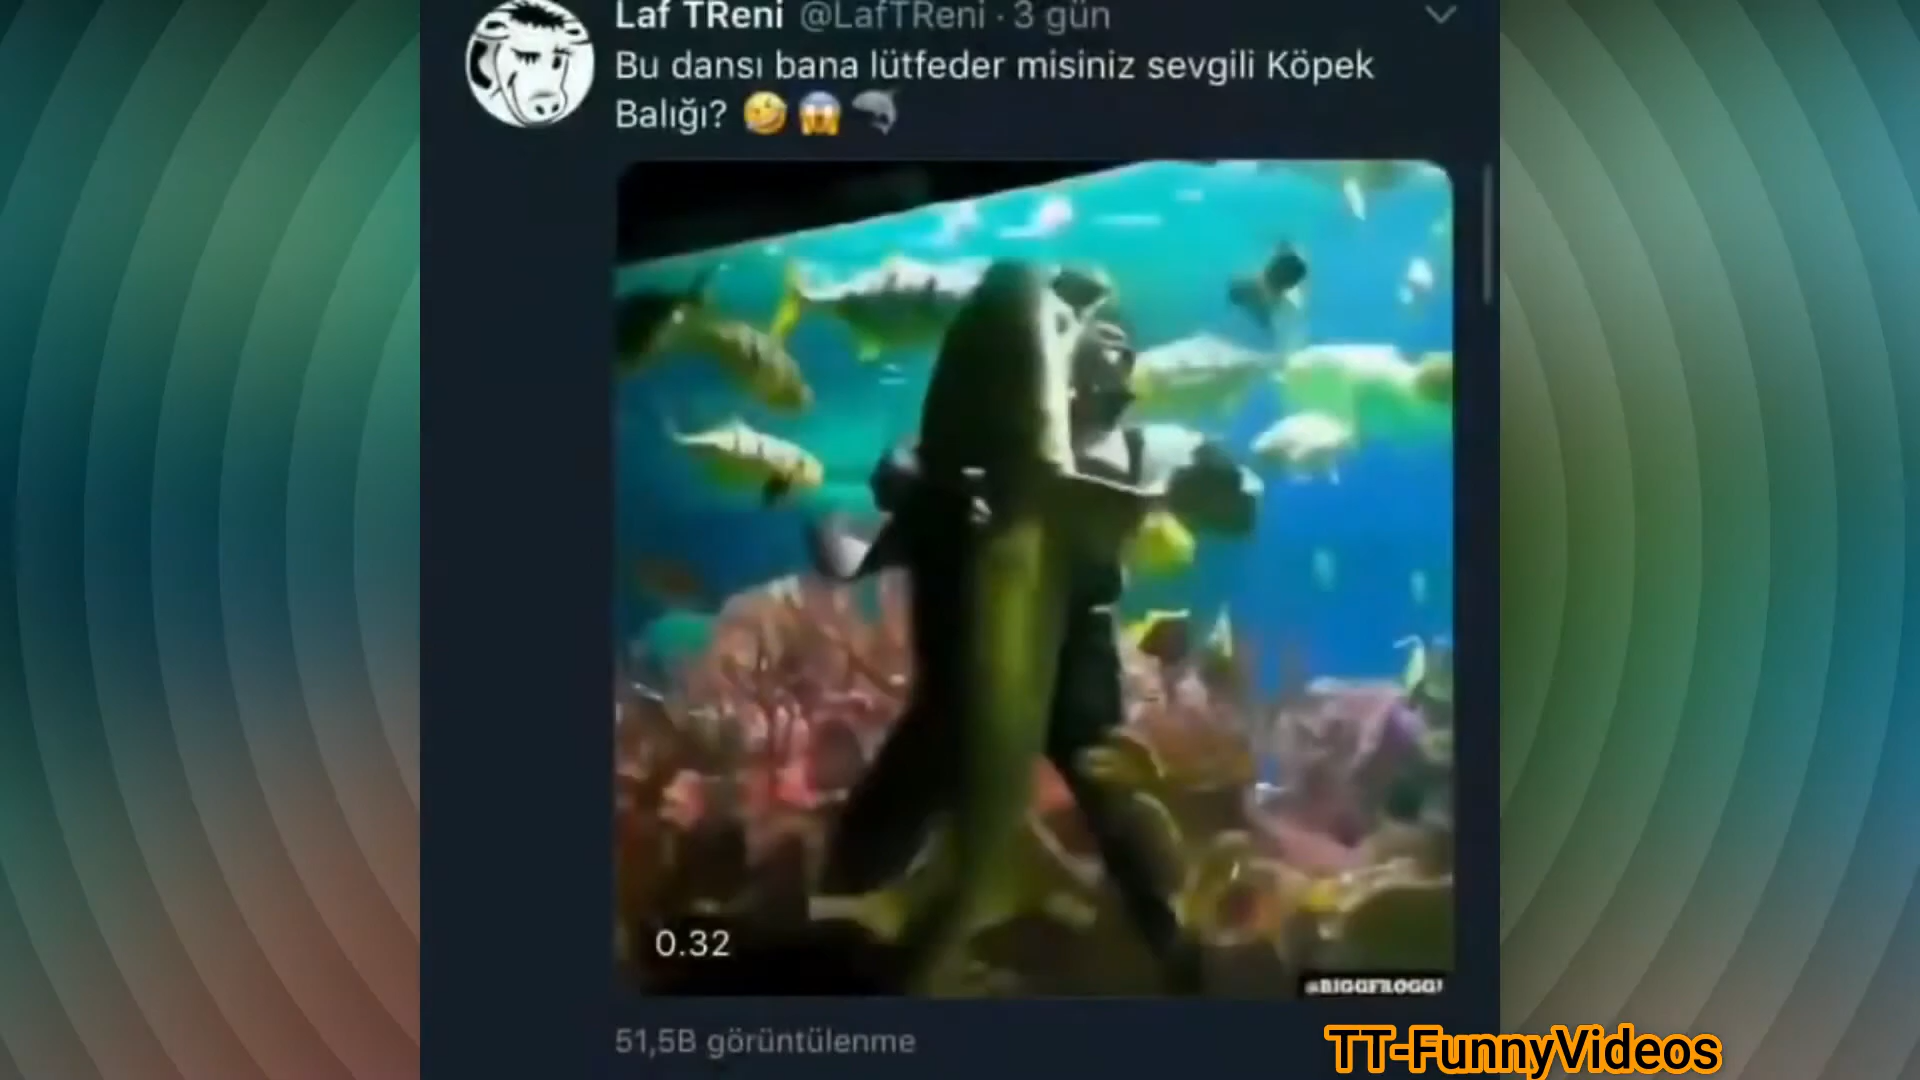 Laf TReni @LafTReni · 3 gün
Bu dansı bana lütfeder misiniz sevgili Köpek
Balığı? 🤣 😱 🦈
0.32
@BIGGFROGGJ
51,5B görüntülenme
TT-FunnyVideos